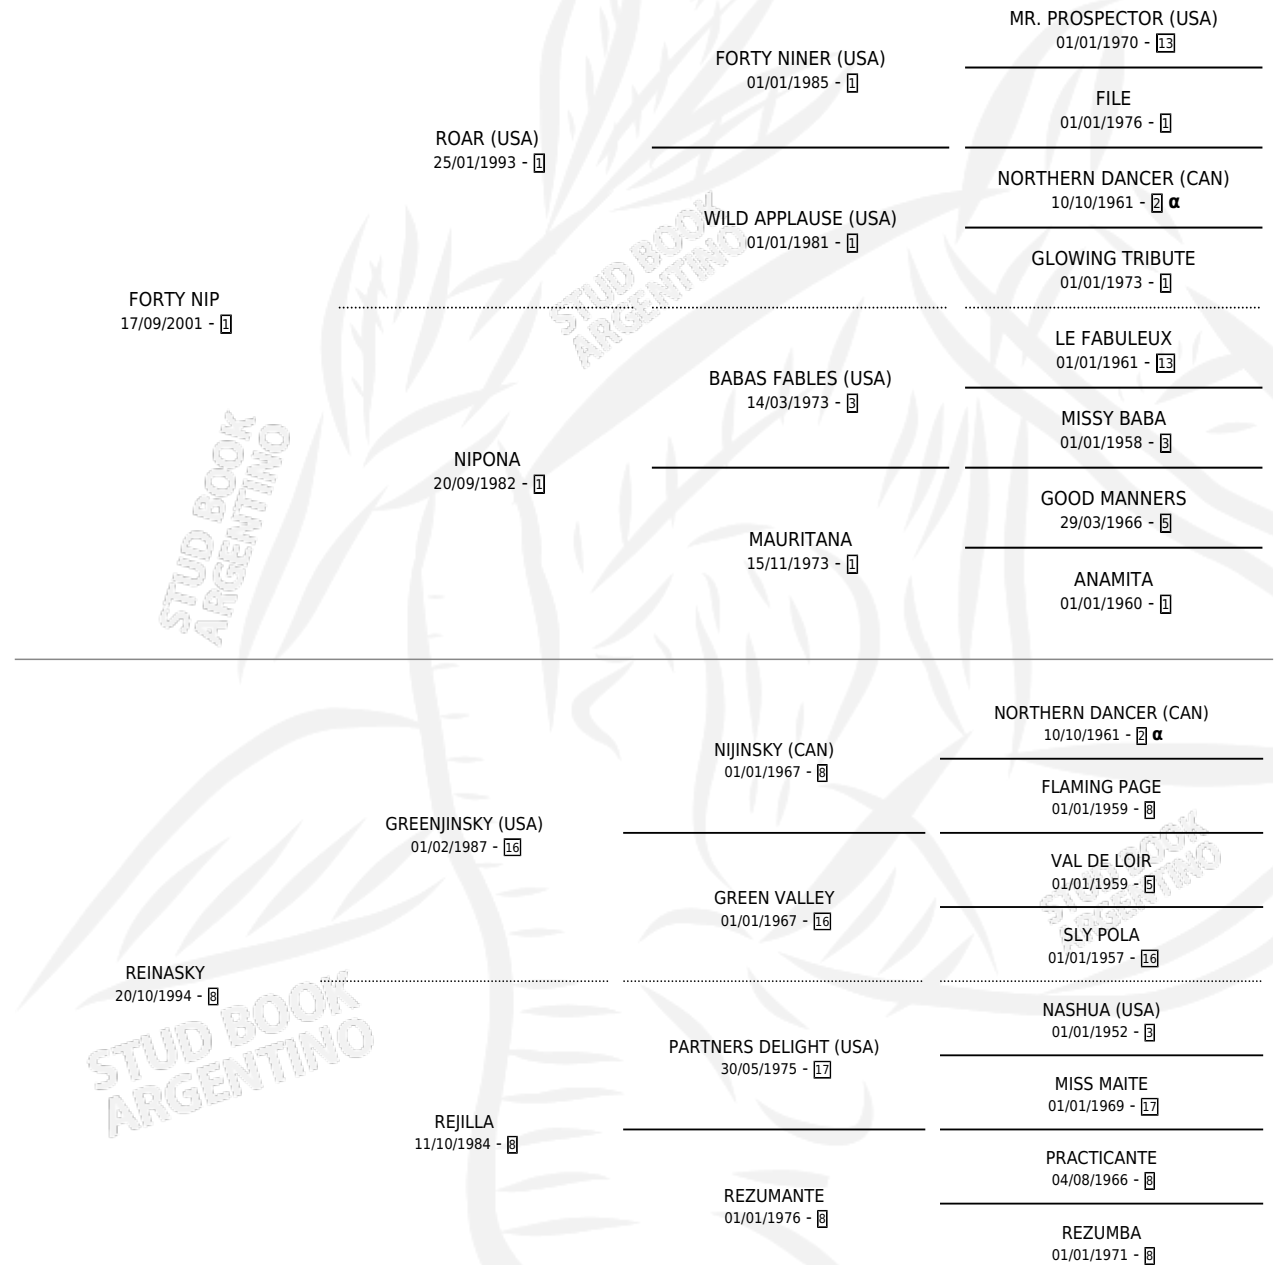 MR. PROSPECTOR (USA)
01/01/1970 - 13
FORTY NINER (USA)
01/01/1985 - 1
FILE
01/01/1976 - 1
ROAR (USA)
25/01/1993 - 1
NORTHERN DANCER (CAN)
10/10/1961 - 2 α
WILD APPLAUSE (USA)
01/01/1981 - 1
GLOWING TRIBUTE
01/01/1973 - 1
FORTY NIP
17/09/2001 - 1
LE FABULEUX
01/01/1961 - 13
BABAS FABLES (USA)
14/03/1973 - 3
MISSY BABA
01/01/1958 - 3
NIPONA
20/09/1982 - 1
GOOD MANNERS
29/03/1966 - 5
MAURITANA
15/11/1973 - 1
ANAMITA
01/01/1960 - 1
NORTHERN DANCER (CAN)
10/10/1961 - 2 α
NIJINSKY (CAN)
01/01/1967 - 8
FLAMING PAGE
01/01/1959 - 8
GREENJINSKY (USA)
01/02/1987 - 16
VAL DE LOIR
01/01/1959 - 5
GREEN VALLEY
01/01/1967 - 16
SLY POLA
01/01/1957 - 16
REINASKY
20/10/1994 - 8
NASHUA (USA)
01/01/1952 - 3
PARTNERS DELIGHT (USA)
30/05/1975 - 17
MISS MAITE
01/01/1969 - 17
REJILLA
11/10/1984 - 8
PRACTICANTE
04/08/1966 - 8
REZUMANTE
01/01/1976 - 8
REZUMBA
01/01/1971 - 8
STUD BOOK
ARGENTINO
STUD BOOK
ARGENTINO
STUD BOOK
ARGENTINO
STUD BOOK
ARGENTINO